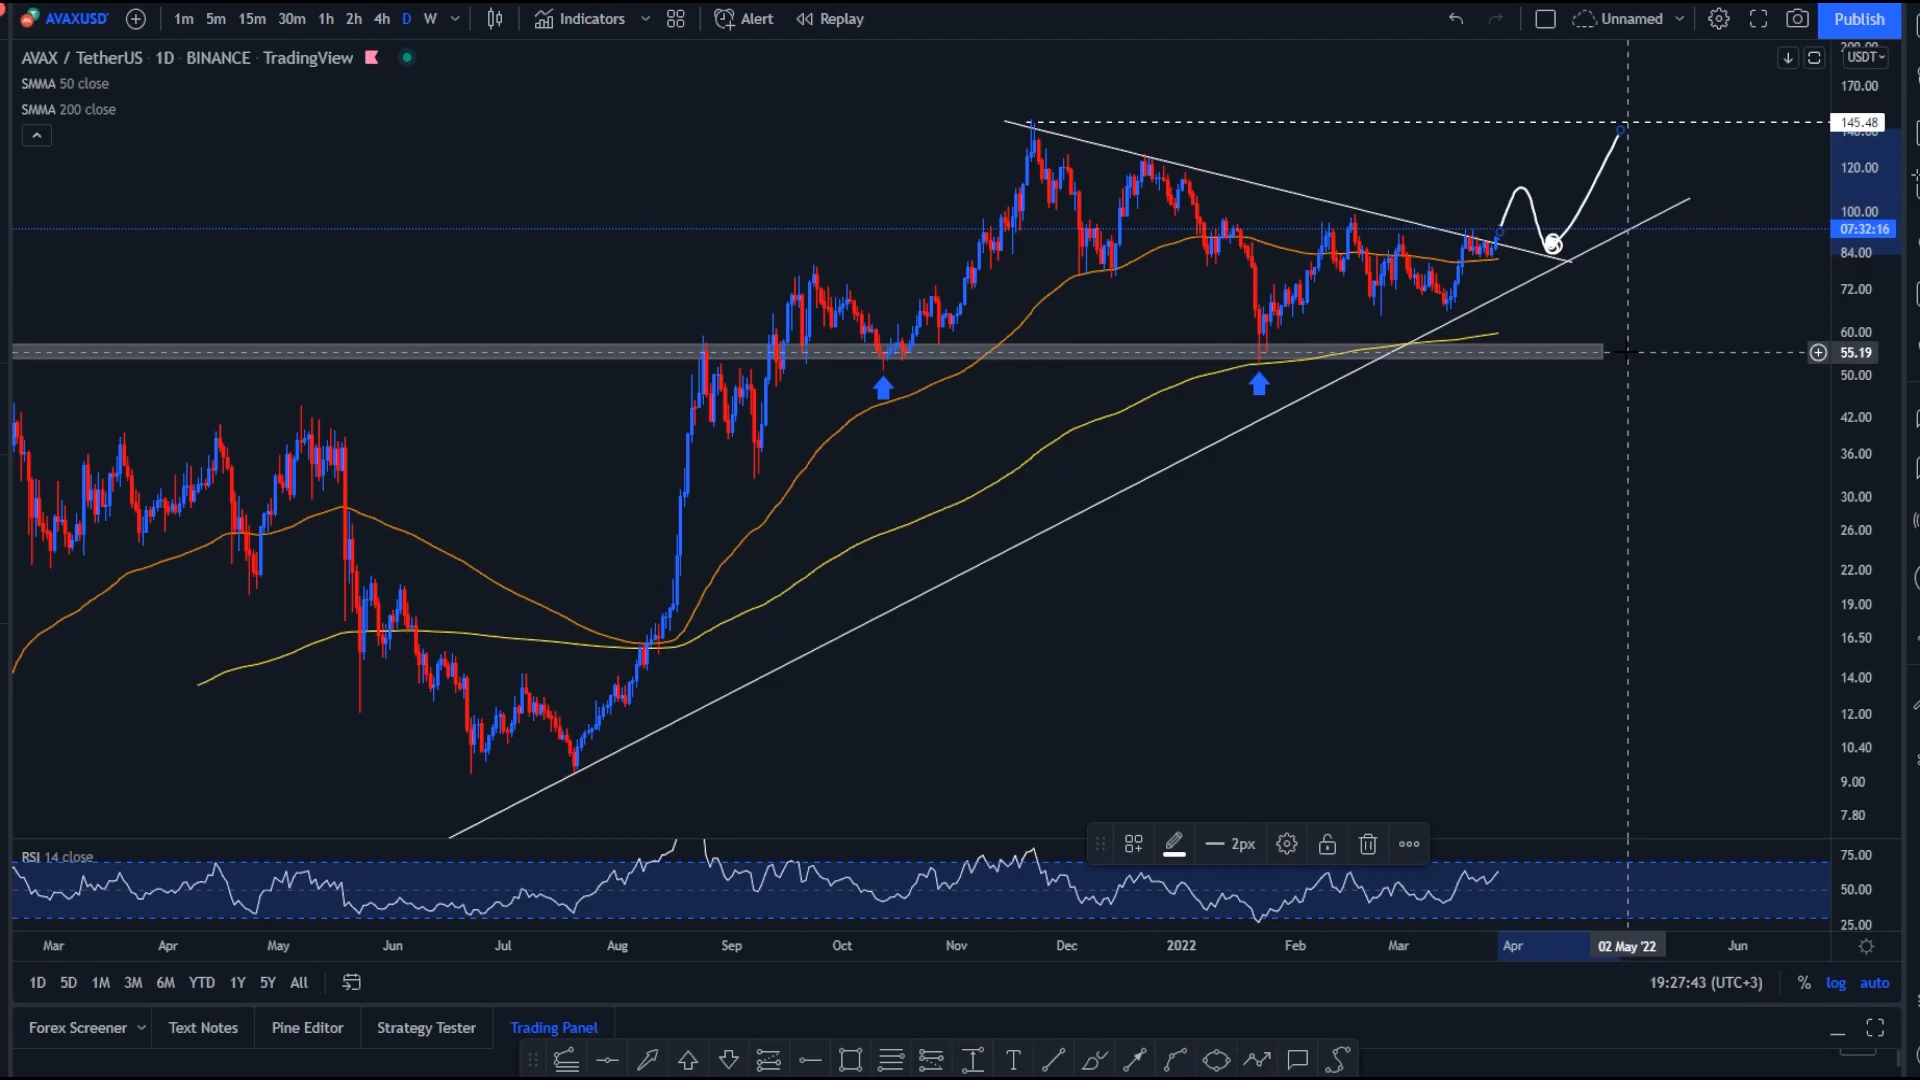 AVAXUSD 1m 5m 15m 30m 1h 2h 4h D W Indicators Alert Replay Unnamed Publish
AVAX / TetherUS 1D BINANCE TradingView
SMMA 50 close
SMMA 200 close
USDT
170.00
145.48
120.00
100.00
07:32:16
84.00
72.00
60.00
55.19
50.00
42.00
36.00
30.00
26.00
22.00
19.00
16.50
14.00
12.00
10.40
9.00
7.80
2px
RSI 14 close
75.00
50.00
25.00
Mar Apr May Jun Jul Aug Sep Oct Nov Dec 2022 Feb Mar Apr 02 May '22 Jun
1D 5D 1M 3M 6M YTD 1Y 5Y All 19:27:43 (UTC+3) % log auto
Forex Screener Text Notes Pine Editor Strategy Tester Trading Panel